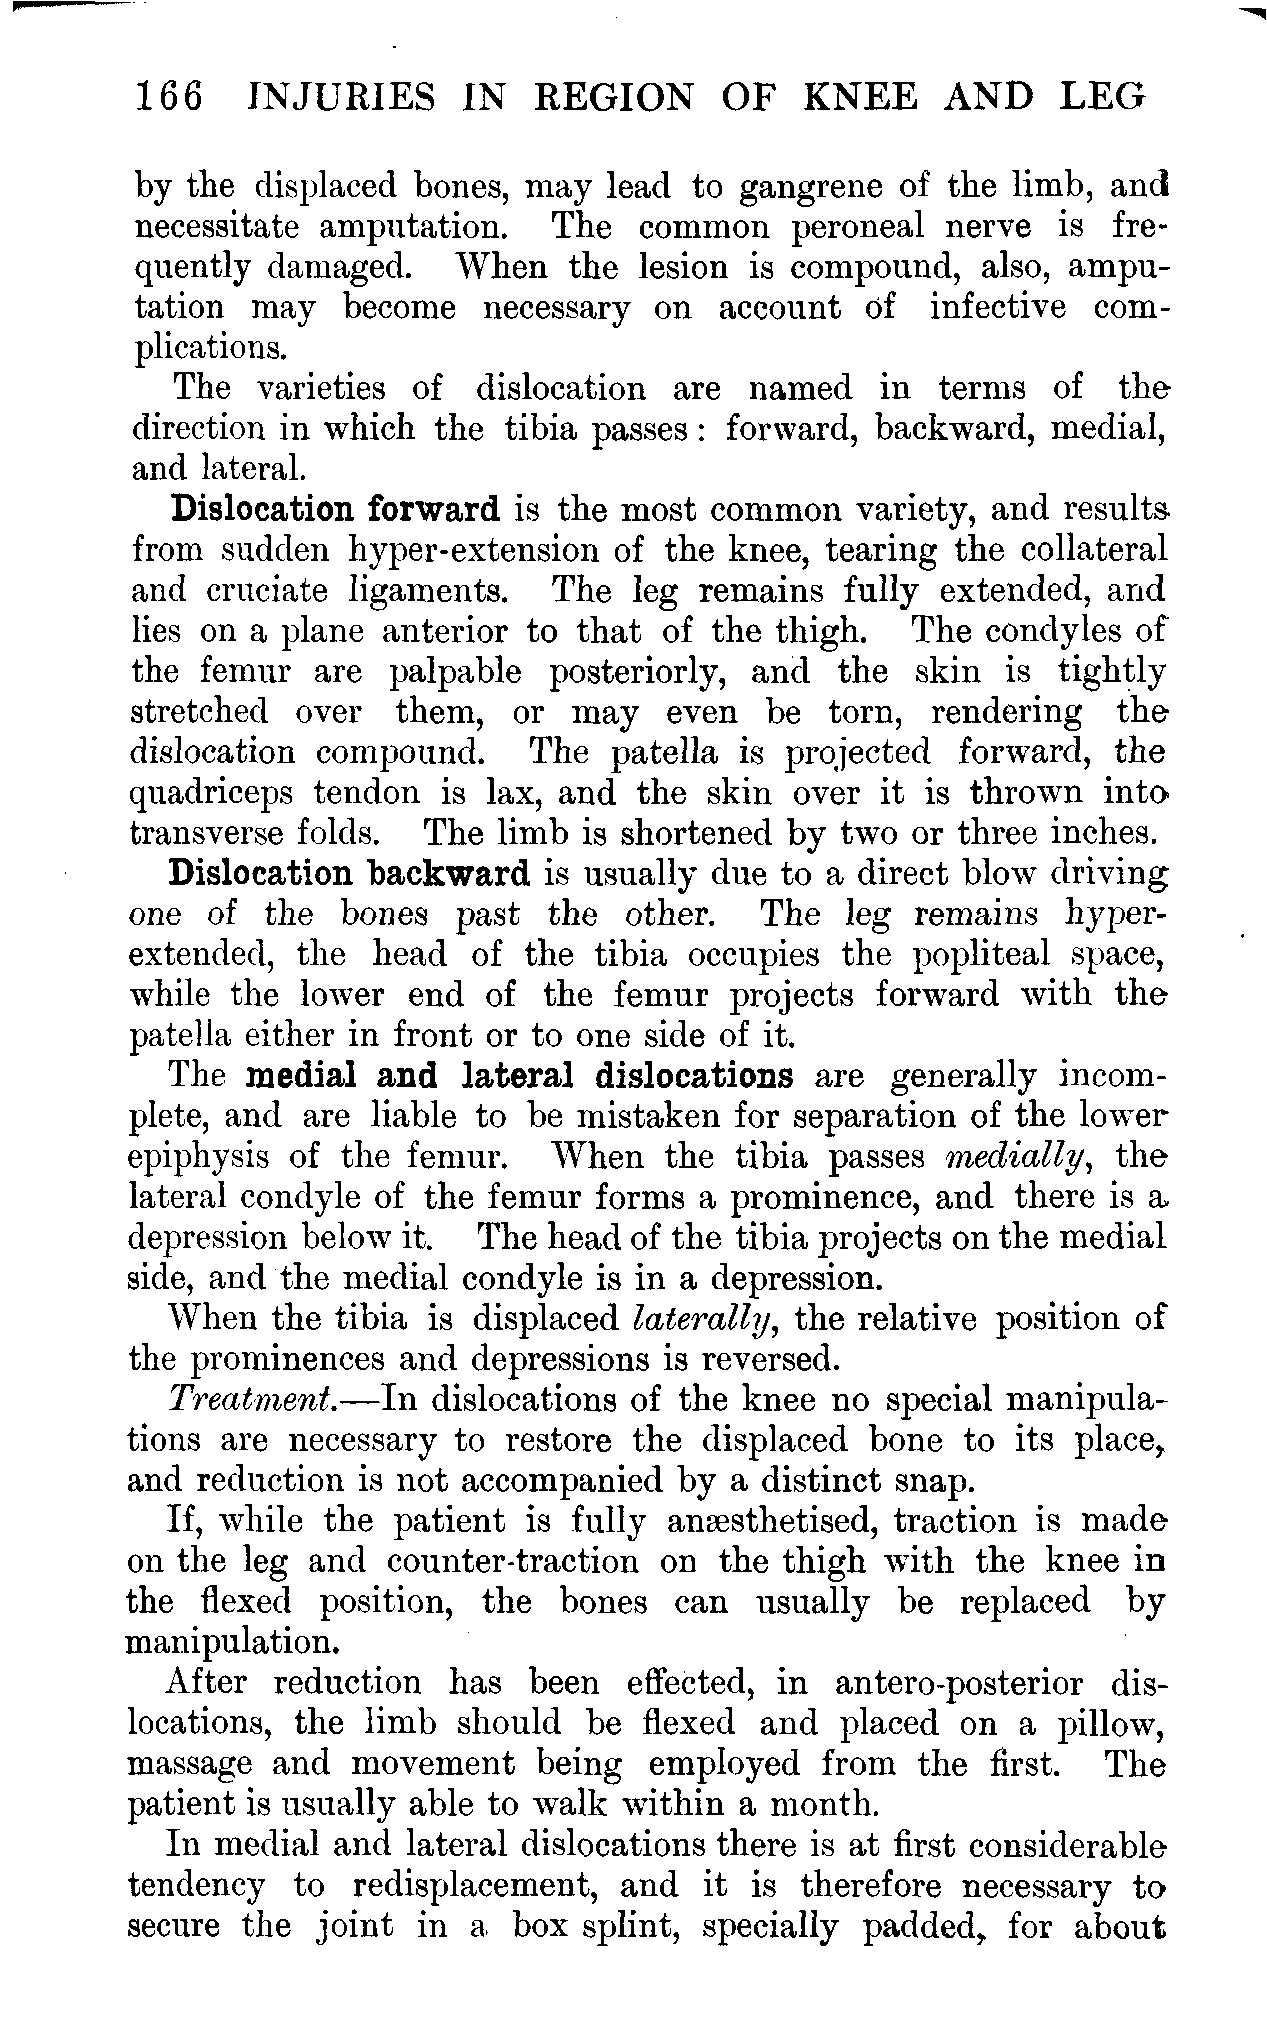 166 INJURIES IN REGION OF KNEE AND LEG
by the displaced bones, may lead to gangrene of the limb, and
necessitate amputation. The common peroneal nerve is fre-
quently damaged. When the lesion is compound, also, ampu-
tation may become necessary on account of infective com-
plications.
The varieties of dislocation are named in terms of the
direction in which the tibia passes : forward, backward, medial,
and lateral.
Dislocation forward is the most common variety, and results
from sudden hyper-extension of the knee, tearing the collateral
and cruciate ligaments. The leg remains fully extended, and
lies on a plane anterior to that of the thigh. The condyles of
the femur are palpable posteriorly, and the skin is tightly
stretched over them, or may even be torn, rendering the
dislocation compound. The patella is projected forward, the
quadriceps tendon is lax, and the skin over it is thrown into
transverse folds. The limb is shortened by two or three inches.
Dislocation backward is usually due to a direct blow driving
one of the bones past the other. The leg remains hyper-
extended, the head of the tibia occupies the popliteal space,
while the lower end of the femur projects forward with the
patella either in front or to one side of it.
The medial and lateral dislocations are generally incom-
plete, and are liable to be mistaken for separation of the lower
epiphysis of the femur. When the tibia passes medially, the
lateral condyle of the femur forms a prominence, and there is a
depression below it. The head of the tibia projects on the medial
side, and the medial condyle is in a depression.
When the tibia is displaced laterally, the relative position of
the prominences and depressions is reversed.
Treatment.—In dislocations of the knee no special manipula-
tions are necessary to restore the displaced bone to its place,
and reduction is not accompanied by a distinct snap.
If, while the patient is fully anæsthetised, traction is made
on the leg and counter-traction on the thigh with the knee in
the flexed position, the bones can usually be replaced by
manipulation.
After reduction has been effected, in antero-posterior dis-
locations, the limb should be flexed and placed on a pillow,
massage and movement being employed from the first. The
patient is usually able to walk within a month.
In medial and lateral dislocations there is at first considerable
tendency to redisplacement, and it is therefore necessary to
secure the joint in a box splint, specially padded, for about